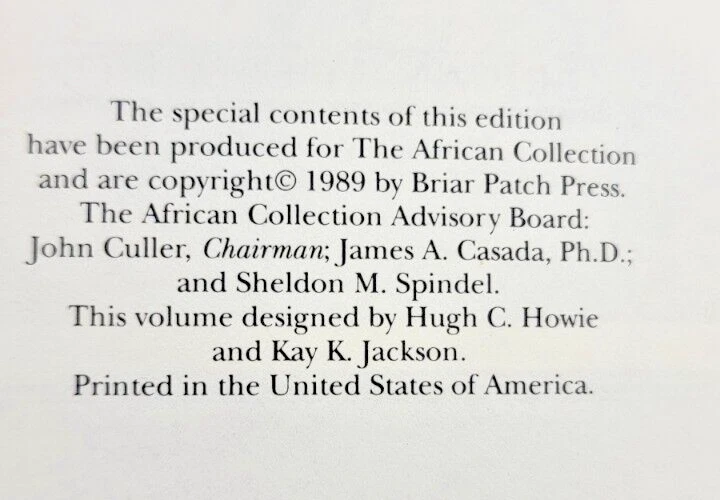 The special contents of this edition
have been produced for The African Collection
and are copyright© 1989 by Briar Patch Press.
The African Collection Advisory Board:
John Culler, Chairman; James A. Casada, Ph.D.;
and Sheldon M. Spindel.
This volume designed by Hugh C. Howie
and Kay K. Jackson.
Printed in the United States of America.